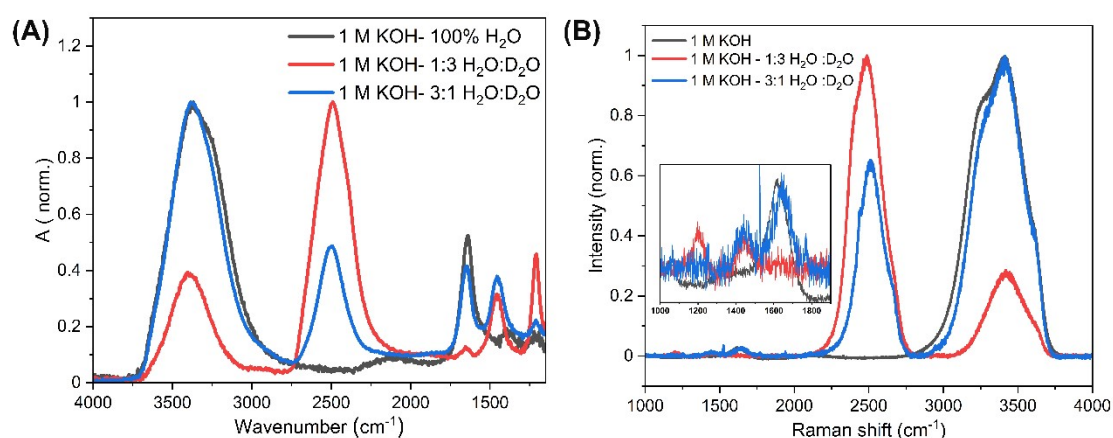 (A)
1 M KOH- 100% H₂O
1 M KOH- 1:3 H₂O:D₂O
1 M KOH- 3:1 H₂O:D₂O
1.2
1
0.8
0.6
0.4
0.2
0
A ( norm.)
4000 3500 3000 2500 2000 1500
Wavenumber (cm⁻¹)
(B)
1 M KOH
1 M KOH - 1:3 H₂O :D₂O
1 M KOH - 3:1 H₂O :D₂O
1
0.8
0.6
0.4
0.2
0
Intensity (norm.)
1000 1200 1400 1600 1800
1000 1500 2000 2500 3000 3500 4000
Raman shift (cm⁻¹)